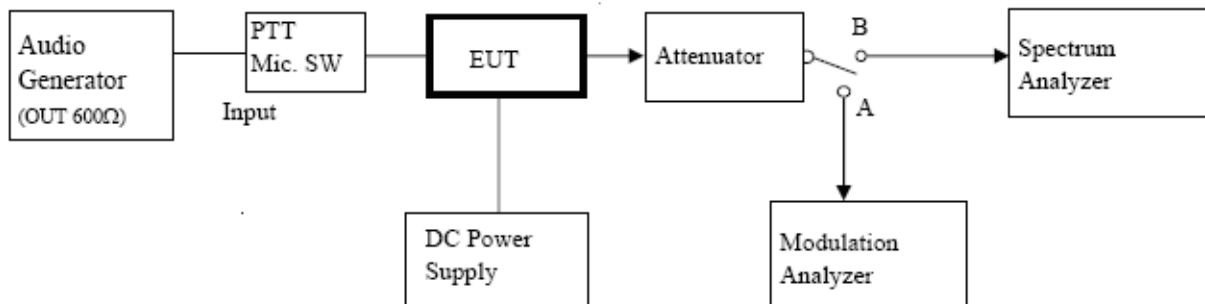 Audio
Generator
(OUT 600Ω)
PTT
Mic. SW
Input
EUT
Attenuator
B
A
Spectrum
Analyzer
DC Power
Supply
Modulation
Analyzer